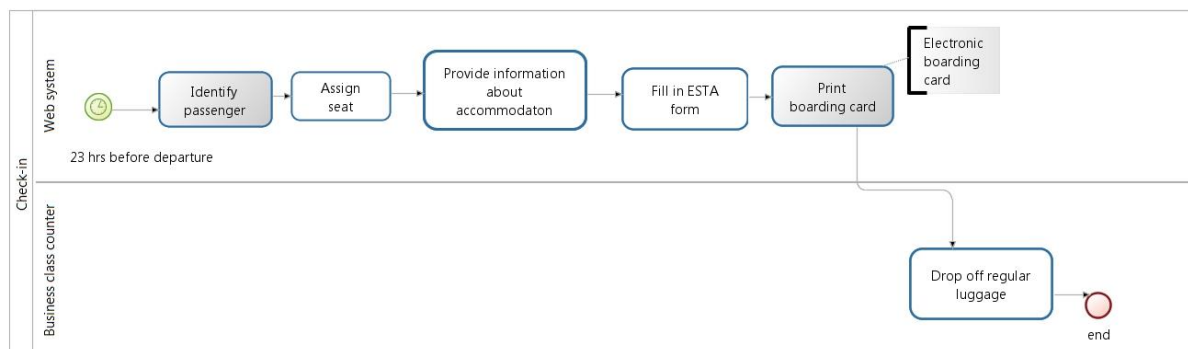 Check-in
Web system
23 hrs before departure
Identify
passenger
Assign
seat
Provide information
about
accommodaton
Fill in ESTA
form
Print
boarding card
Electronic
boarding
card
Business class counter
Drop off regular
luggage
end